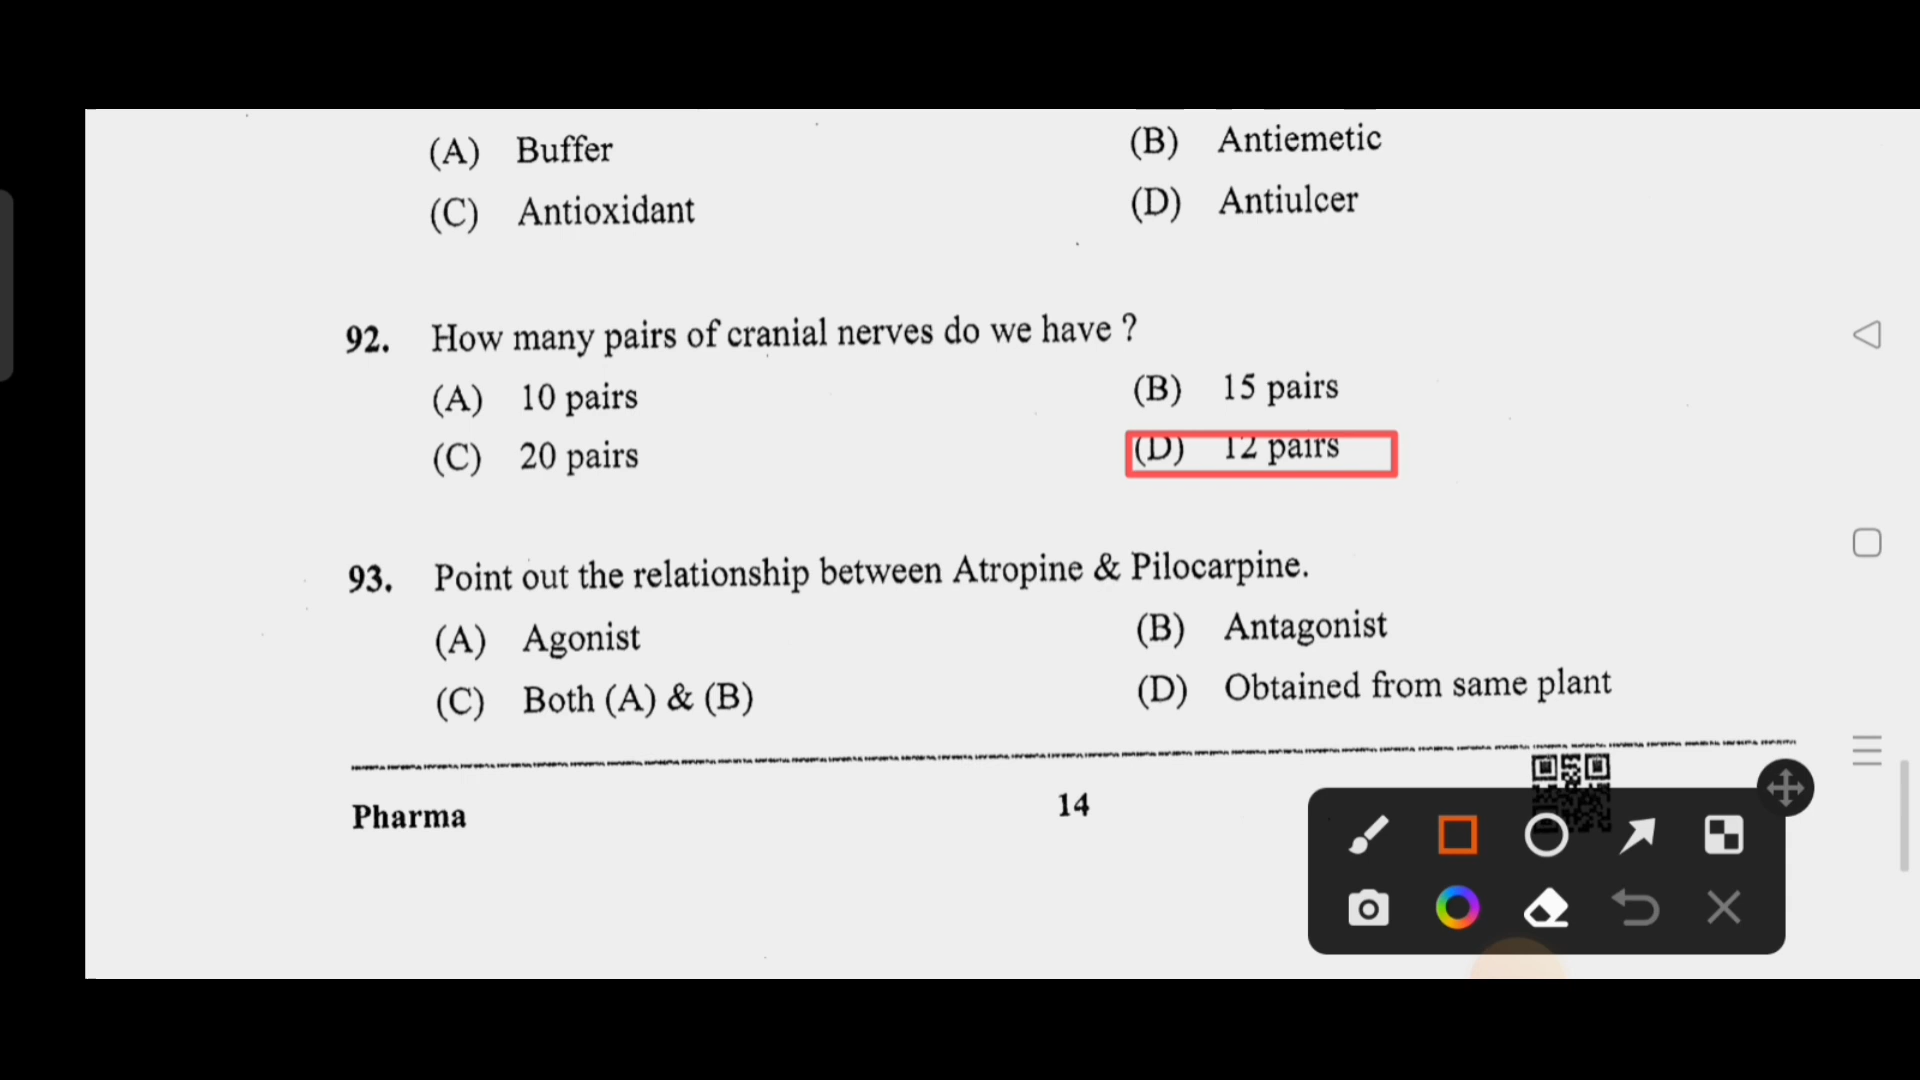 (A) Buffer (B) Antiemetic
(C) Antioxidant (D) Antiulcer
92. How many pairs of cranial nerves do we have ?
(A) 10 pairs (B) 15 pairs
(C) 20 pairs (D) 12 pairs
93. Point out the relationship between Atropine & Pilocarpine.
(A) Agonist (B) Antagonist
(C) Both (A) & (B) (D) Obtained from same plant
Pharma 14